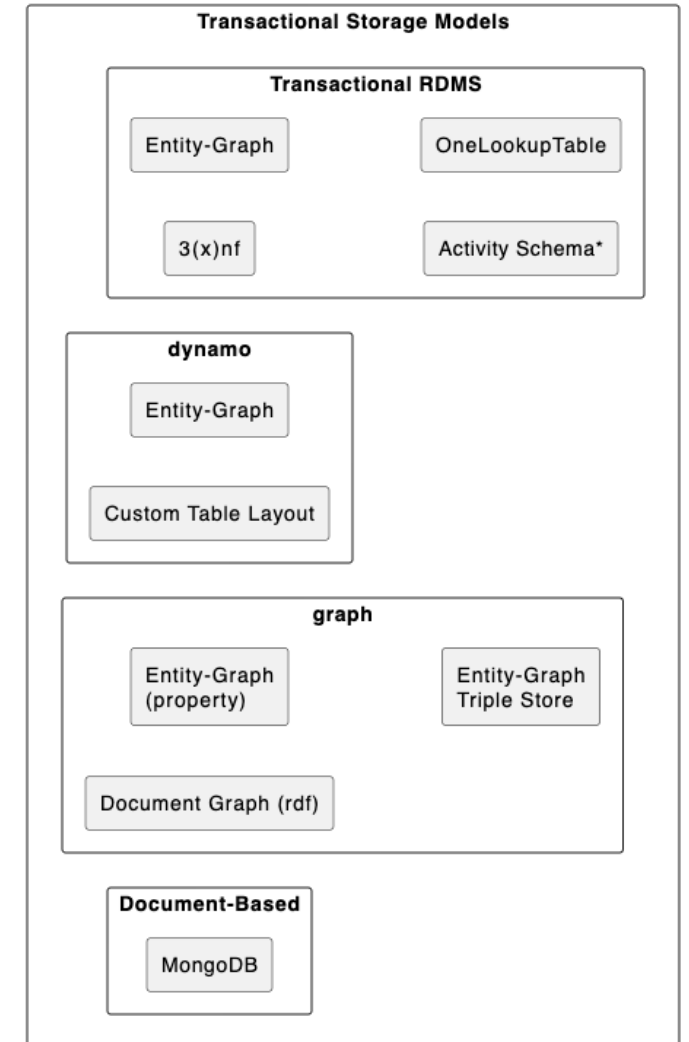 Transactional Storage Models
Transactional RDMS
Entity-Graph
OneLookupTable
3(x)nf
Activity Schema*
dynamo
Entity-Graph
Custom Table Layout
graph
Entity-Graph
(property)
Entity-Graph
Triple Store
Document Graph (rdf)
Document-Based
MongoDB